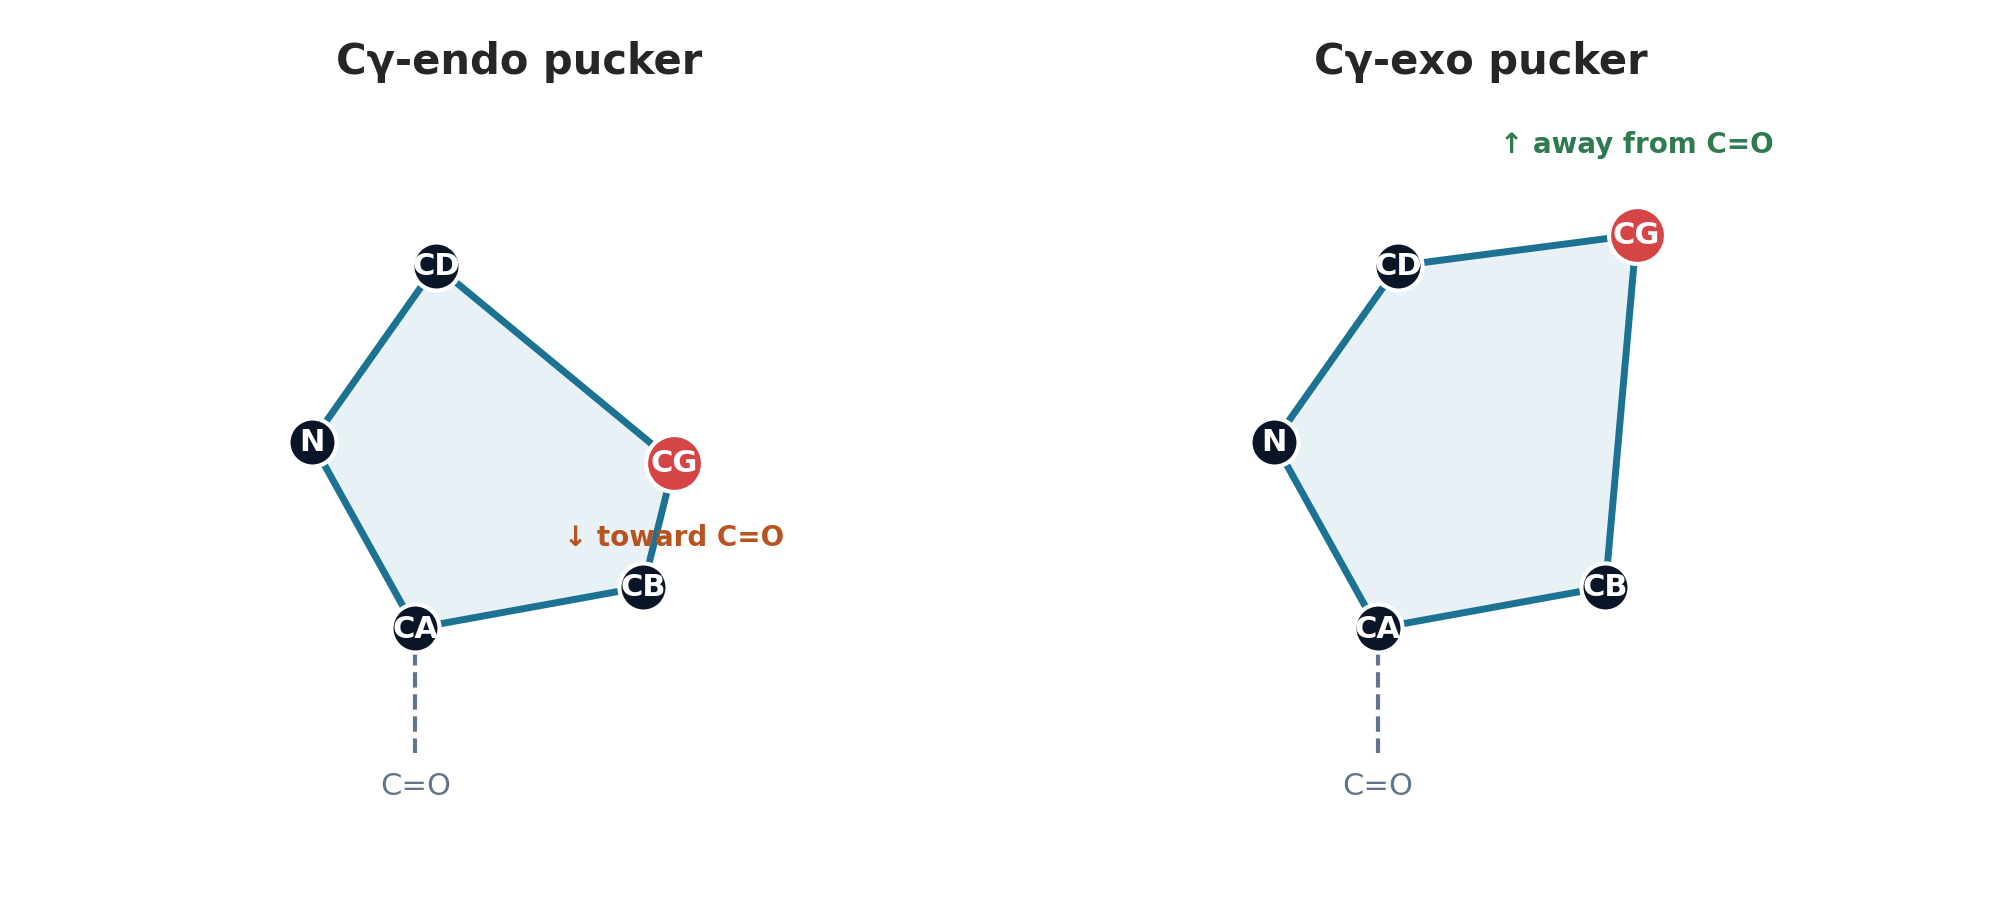 Cγ-endo pucker
CD
N
CG
↓ toward C=O
CB
CA
C=O
Cγ-exo pucker
↑ away from C=O
CG
CD
N
CB
CA
C=O